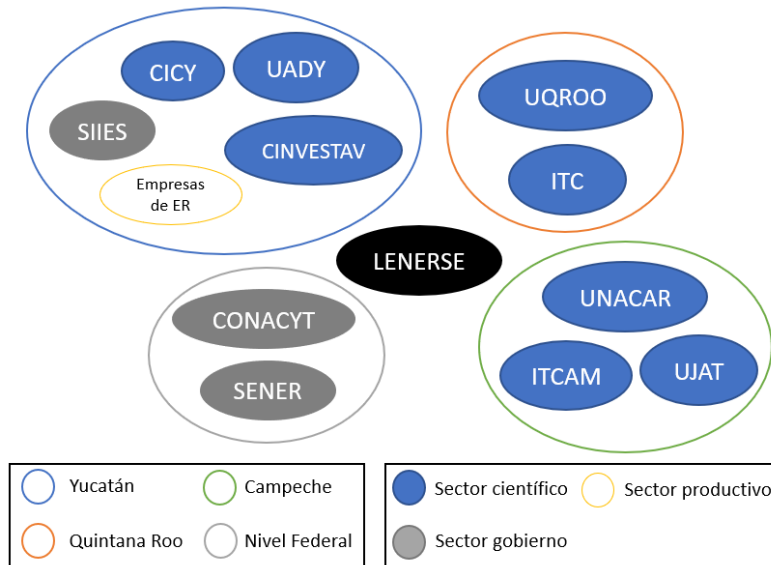 CICY
UADY
SIIES
CINVESTAV
Empresas
de ER
UQROO
ITC
LENERSE
CONACYT
SENER
UNACAR
ITCAM
UJAT
Yucatán
Campeche
Quintana Roo
Nivel Federal
Sector científico
Sector productivo
Sector gobierno